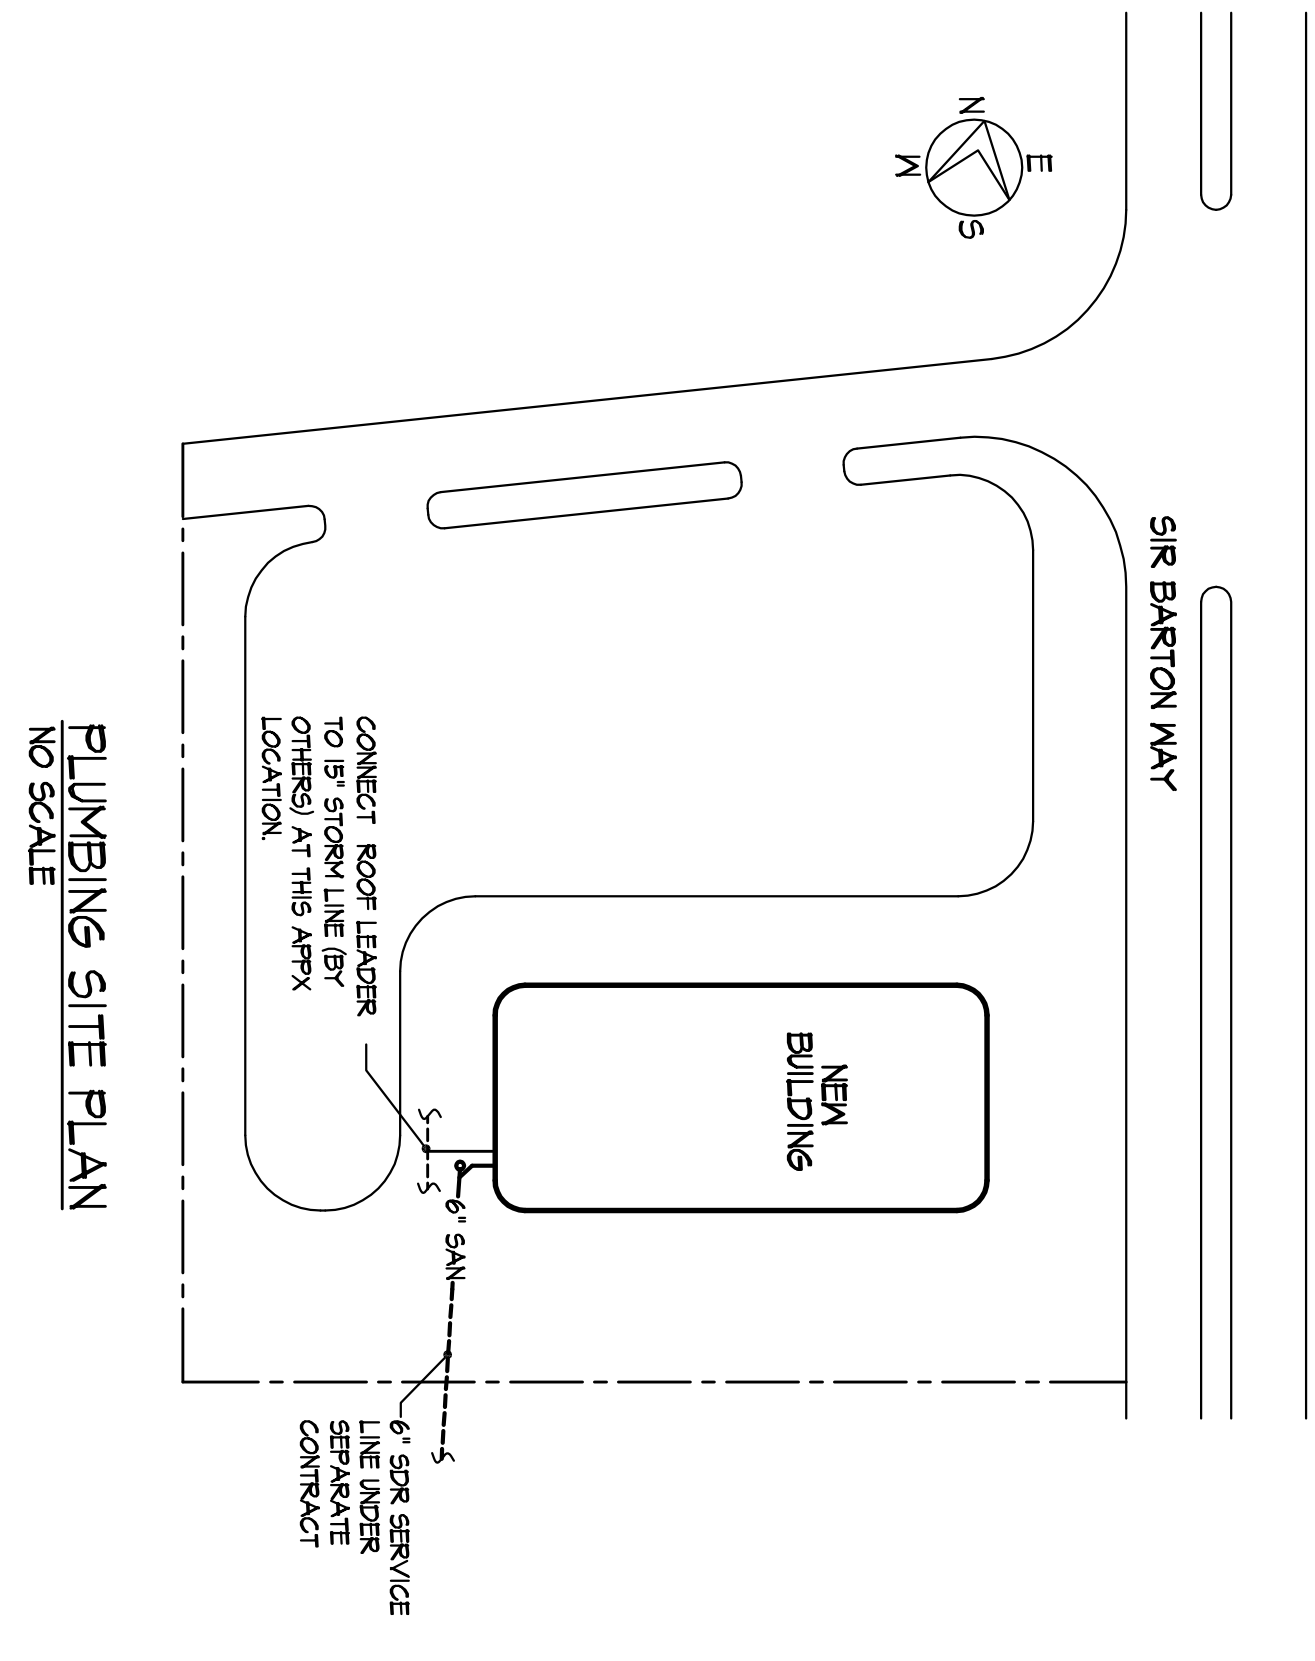 SIR BARTON WAY
N
E
W
S
NEW
BUILDING
CONNECT ROOF LEADER
TO 15" STORM LINE (BY
OTHERS) AT THIS APPX
LOCATION.
6" SAN
6" SDR SERVICE
LINE UNDER
SEPARATE
CONTRACT
PLUMBING SITE PLAN
NO SCALE